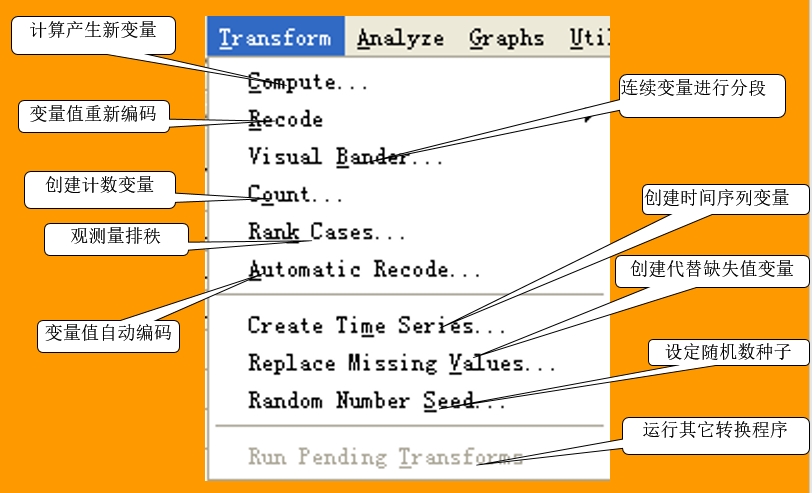 计算产生新变量
Transform Analyze Graphs Util
Compute...
连续变量进行分段
变量值重新编码
Recode
Visual Bander...
创建计数变量
Count...
创建时间序列变量
观测量排秩
Rank Cases...
创建代替缺失值变量
Automatic Recode...
变量值自动编码
Create Time Series...
设定随机数种子
Replace Missing Values...
Random Number Seed...
运行其它转换程序
Run Pending Transforms